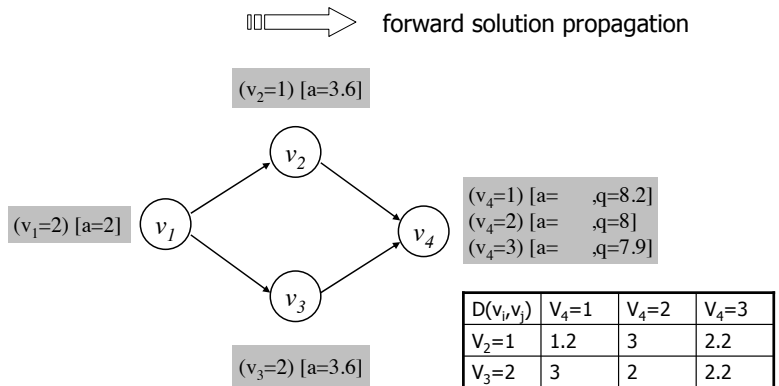 forward solution propagation
(v₂=1) [a=3.6]
v₂
(v₁=2) [a=2]
v₁
v₄
(v₄=1) [a= ,q=8.2]
(v₄=2) [a= ,q=8]
(v₄=3) [a= ,q=7.9]
v₃
(v₃=2) [a=3.6]
D(vᵢ,vⱼ) V₄=1 V₄=2 V₄=3
V₂=1 1.2 3 2.2
V₃=2 3 2 2.2